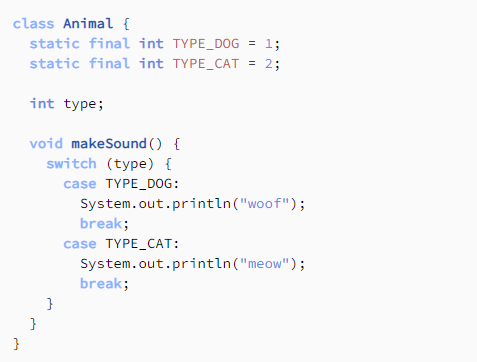 class Animal {
  static final int TYPE_DOG = 1;
  static final int TYPE_CAT = 2;

  int type;

  void makeSound() {
    switch (type) {
      case TYPE_DOG:
        System.out.println("woof");
        break;
      case TYPE_CAT:
        System.out.println("meow");
        break;
    }
  }
}